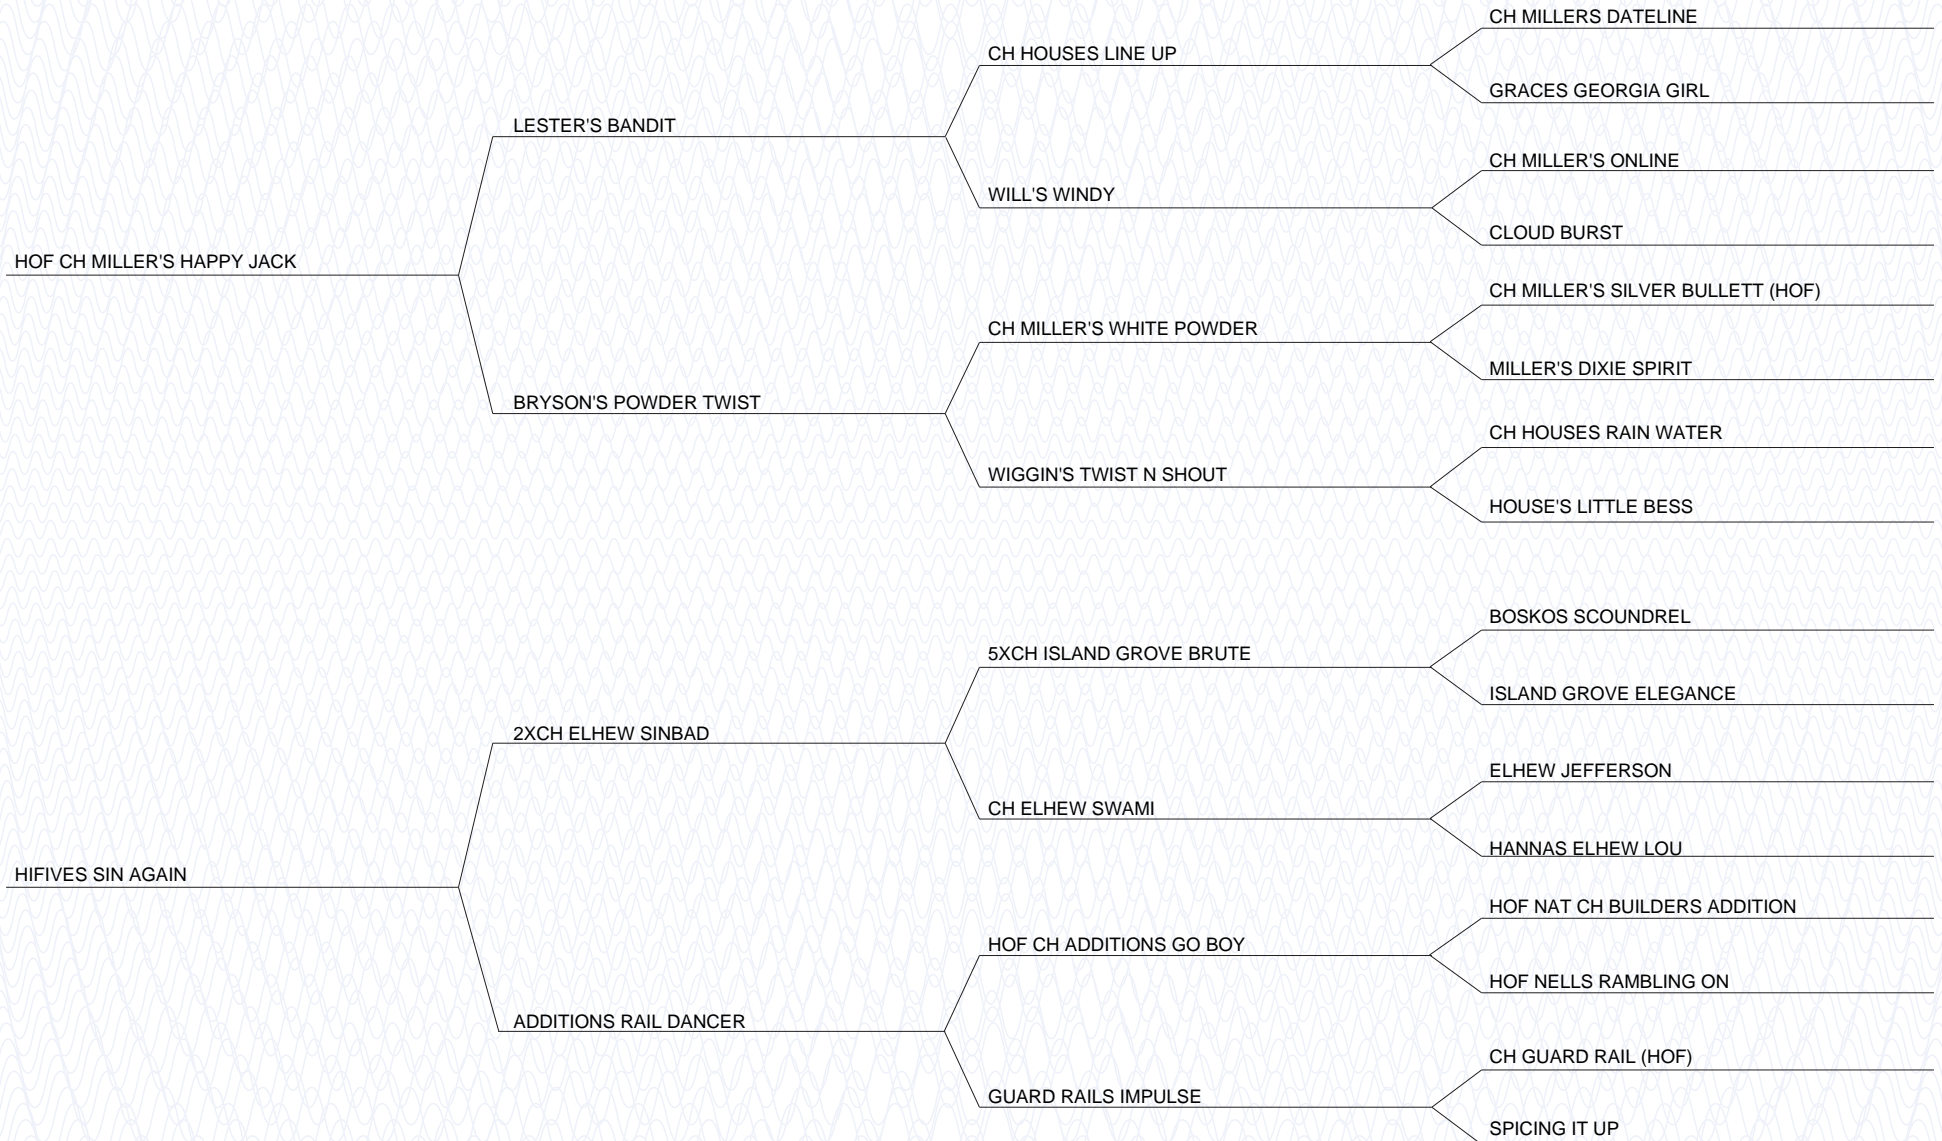 CH MILLERS DATELINE
CH HOUSES LINE UP
GRACES GEORGIA GIRL
LESTER'S BANDIT
CH MILLER'S ONLINE
WILL'S WINDY
CLOUD BURST
HOF CH MILLER'S HAPPY JACK
CH MILLER'S SILVER BULLETT (HOF)
CH MILLER'S WHITE POWDER
MILLER'S DIXIE SPIRIT
BRYSON'S POWDER TWIST
CH HOUSES RAIN WATER
WIGGIN'S TWIST N SHOUT
HOUSE'S LITTLE BESS
BOSKOS SCOUNDREL
5XCH ISLAND GROVE BRUTE
ISLAND GROVE ELEGANCE
2XCH ELHEW SINBAD
ELHEW JEFFERSON
CH ELHEW SWAMI
HANNAS ELHEW LOU
HIFIVES SIN AGAIN
HOF NAT CH BUILDERS ADDITION
HOF CH ADDITIONS GO BOY
HOF NELLS RAMBLING ON
ADDITIONS RAIL DANCER
CH GUARD RAIL (HOF)
GUARD RAILS IMPULSE
SPICING IT UP